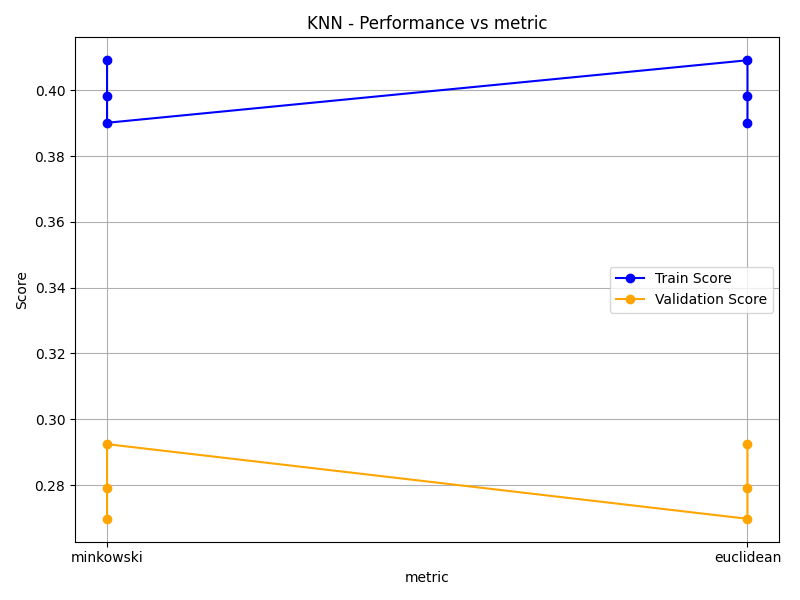 KNN - Performance vs metric
Score
0.40
0.38
0.36
0.34
0.32
0.30
0.28
Train Score
Validation Score
minkowski
euclidean
metric